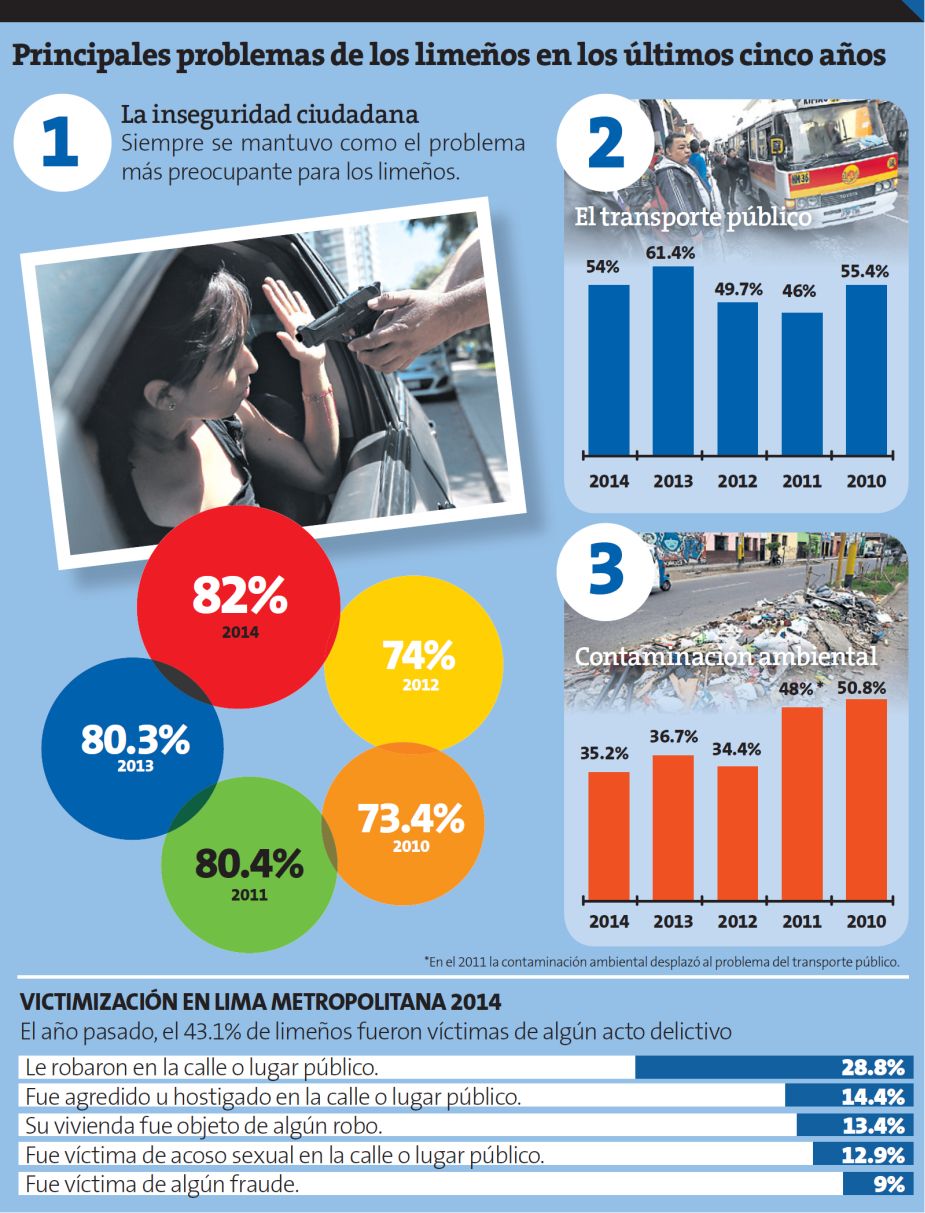 Principales problemas de los limeños en los últimos cinco años
1
La inseguridad ciudadana
Siempre se mantuvo como el problema
más preocupante para los limeños.
82%
2014
74%
2012
80.3%
2013
73.4%
2010
80.4%
2011
2
El transporte público
54%
61.4%
49.7%
46%
55.4%
2014 2013 2012 2011 2010
3
Contaminación ambiental
35.2%
36.7%
34.4%
48% *
50.8%
2014 2013 2012 2011 2010
*En el 2011 la contaminación ambiental desplazó al problema del transporte público.
VICTIMIZACIÓN EN LIMA METROPOLITANA 2014
El año pasado, el 43.1% de limeños fueron víctimas de algún acto delictivo
Le robaron en la calle o lugar público. 28.8%
Fue agredido u hostigado en la calle o lugar público. 14.4%
Su vivienda fue objeto de algún robo. 13.4%
Fue víctima de acoso sexual en la calle o lugar público. 12.9%
Fue víctima de algún fraude. 9%